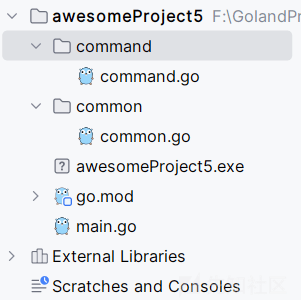 awesomeProject5 F:\GolandPr
command
command.go
common
common.go
awesomeProject5.exe
go.mod
main.go
External Libraries
Scratches and Consoles